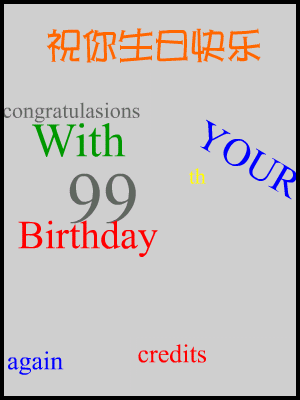 祝你生日快乐
congratulasions
With YOUR
99 th
Birthday
again credits